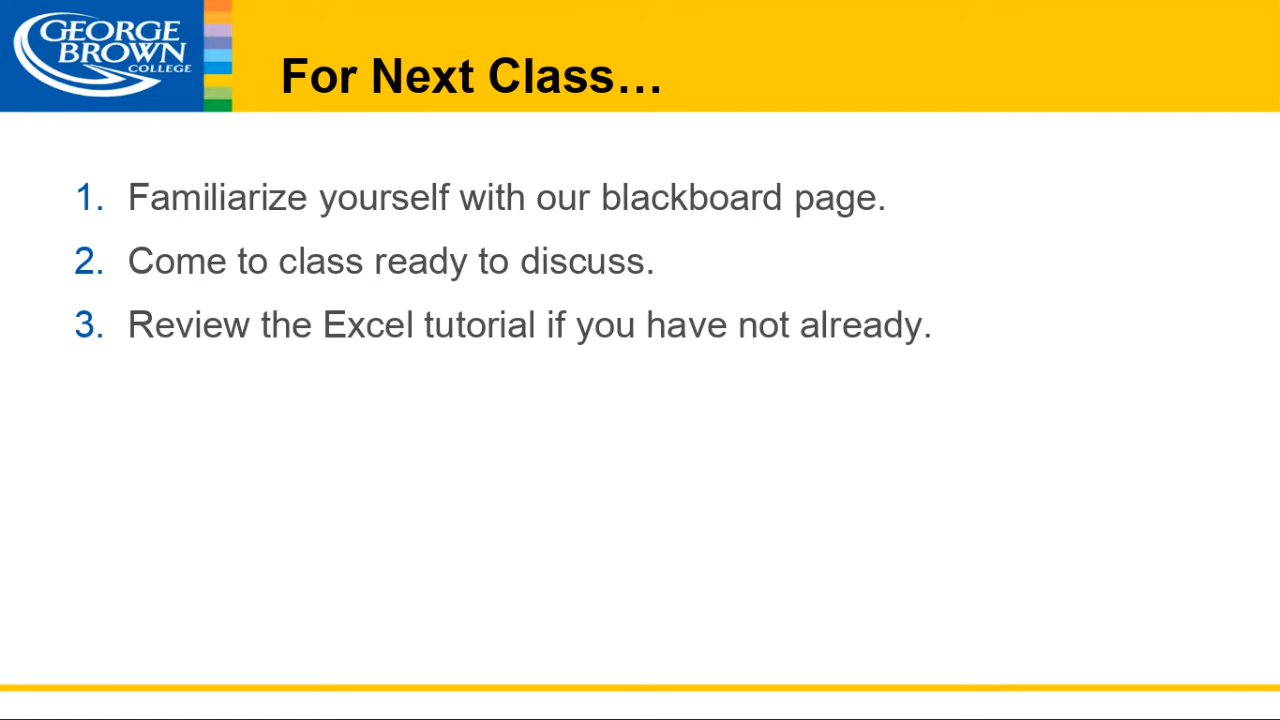 GEORGE
BROWN
COLLEGE
For Next Class…
1. Familiarize yourself with our blackboard page.
2. Come to class ready to discuss.
3. Review the Excel tutorial if you have not already.